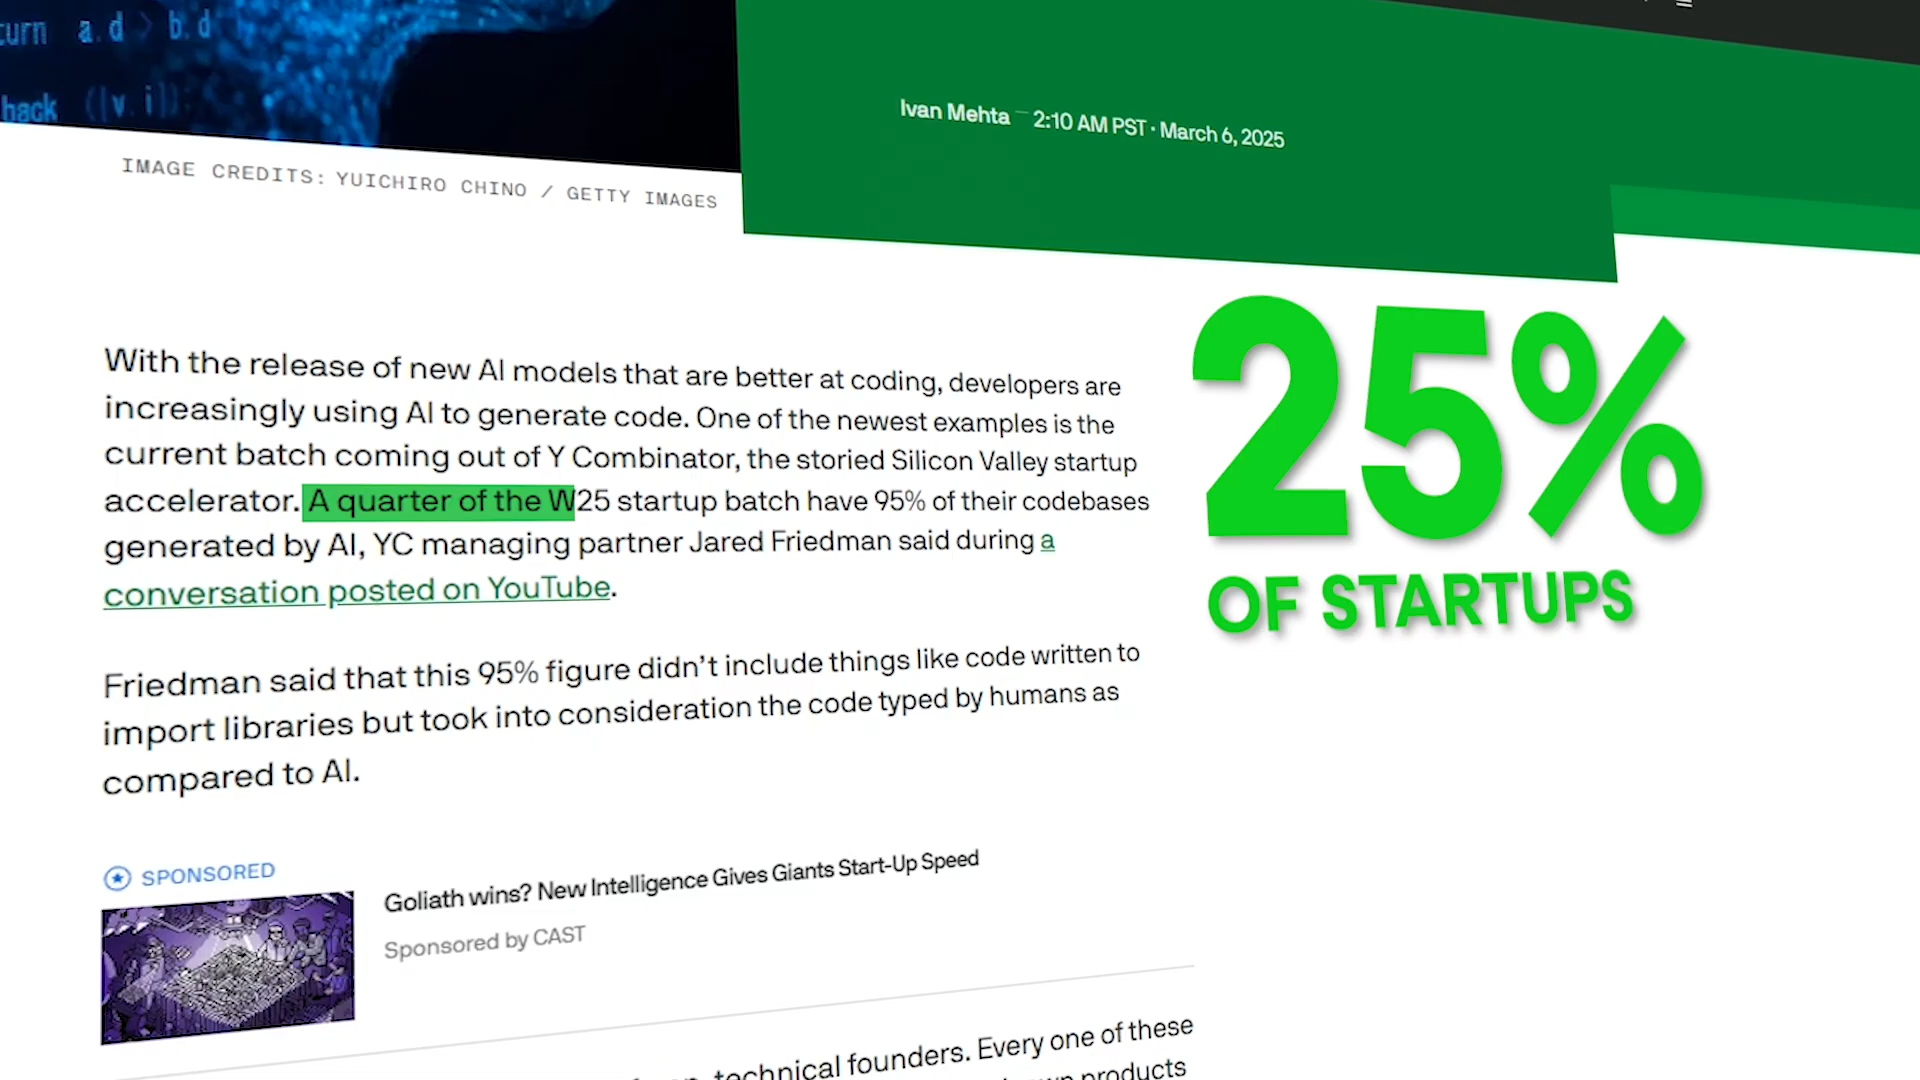 turn a.d > b.d
hack ([v, i]);
Ivan Mehta — 2:10 AM PST · March 6, 2025
IMAGE CREDITS: YUICHIRO CHINO / GETTY IMAGES
With the release of new AI models that are better at coding, developers are
increasingly using AI to generate code. One of the newest examples is the
current batch coming out of Y Combinator, the storied Silicon Valley startup
accelerator. A quarter of the W25 startup batch have 95% of their codebases
generated by AI, YC managing partner Jared Friedman said during a
conversation posted on YouTube.
25%
OF STARTUPS
Friedman said that this 95% figure didn’t include things like code written to
import libraries but took into consideration the code typed by humans as
compared to AI.
SPONSORED
Goliath wins? New Intelligence Gives Giants Start-Up Speed
Sponsored by CAST
technical founders. Every one of these
products